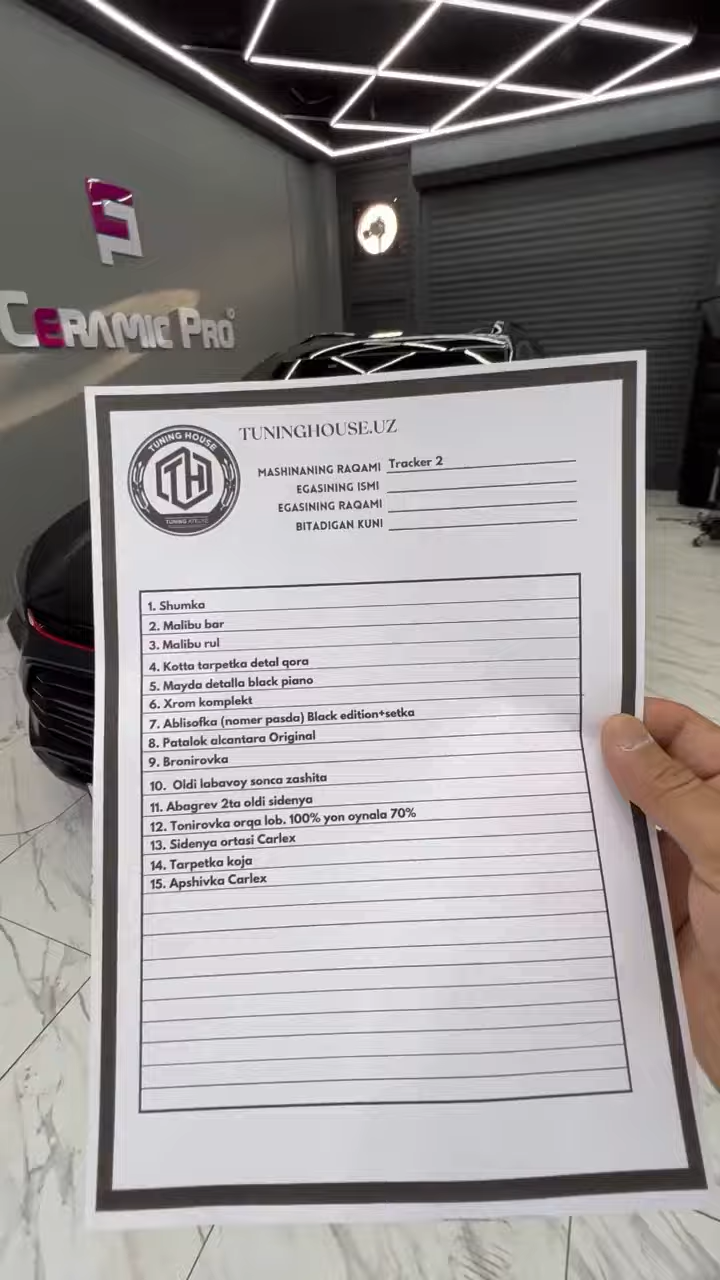 CERAMIC PRO
TUNING HOUSE
TH
TUNING ATELIE
TUNINGHOUSE.UZ
MASHINANING RAQAMI Tracker 2
EGASINING ISMI
EGASINING RAQAMI
BITADIGAN KUNI
1. Shumka
2. Malibu bar
3. Malibu rul
4. Kotta tarpetka detal qora
5. Mayda detalla black piano
6. Xrom komplekt
7. Ablisofka (nomer pasda) Black edition+setka
8. Patalok alcantara Original
9. Bronirovka
10. Oldi labavoy sonca zashita
11. Abagrev 2ta oldi sidenya
12. Tonirovka orqa lob. 100% yon oynala 70%
13. Sidenya ortasi Carlex
14. Tarpetka koja
15. Apshivka Carlex